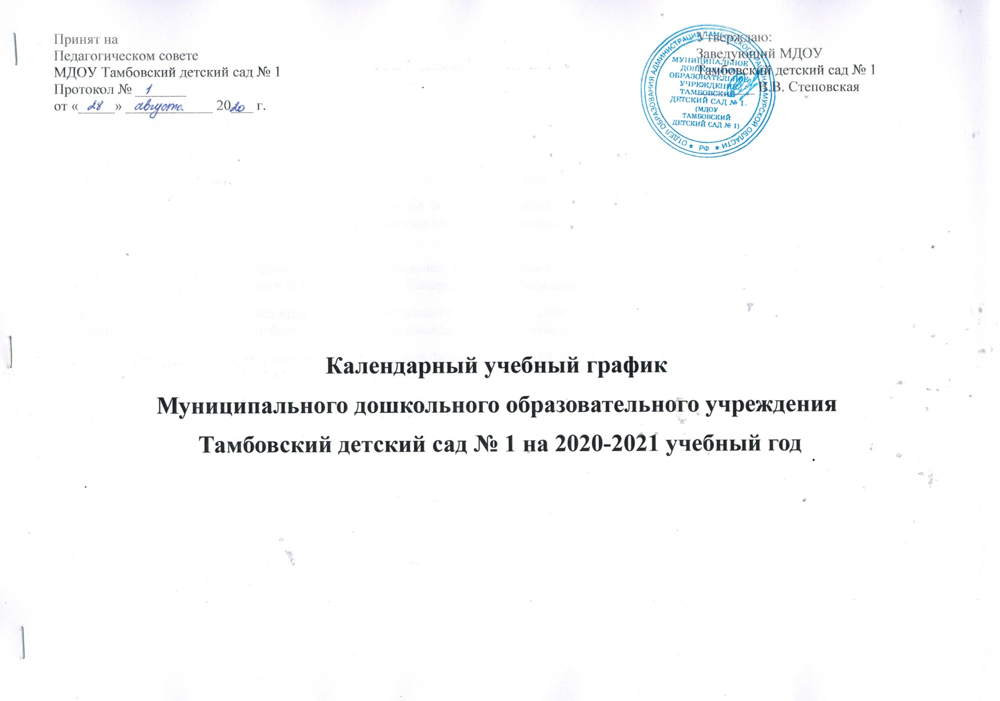 Принят на
Педагогическом совете
МДОУ Тамбовский детский сад № 1
Протокол № 1
от «28» августа 2020 г.
Утверждаю:
Заведующий МДОУ
Тамбовский детский сад № 1
В.В. Степовская
ОТДЕЛ ОБРАЗОВАНИЯ АДМИНИСТРАЦИИ ТАМБОВСКОГО РАЙОНА АМУРСКОЙ ОБЛАСТИ
* РФ *
МУНИЦИПАЛЬНОЕ
ДОШКОЛЬНОЕ
ОБРАЗОВАТЕЛЬНОЕ
УЧРЕЖДЕНИЕ
ТАМБОВСКИЙ
ДЕТСКИЙ САД № 1
(МДОУ
ТАМБОВСКИЙ
ДЕТСКИЙ САД № 1)
Календарный учебный график
Муниципального дошкольного образовательного учреждения
Тамбовский детский сад № 1 на 2020-2021 учебный год